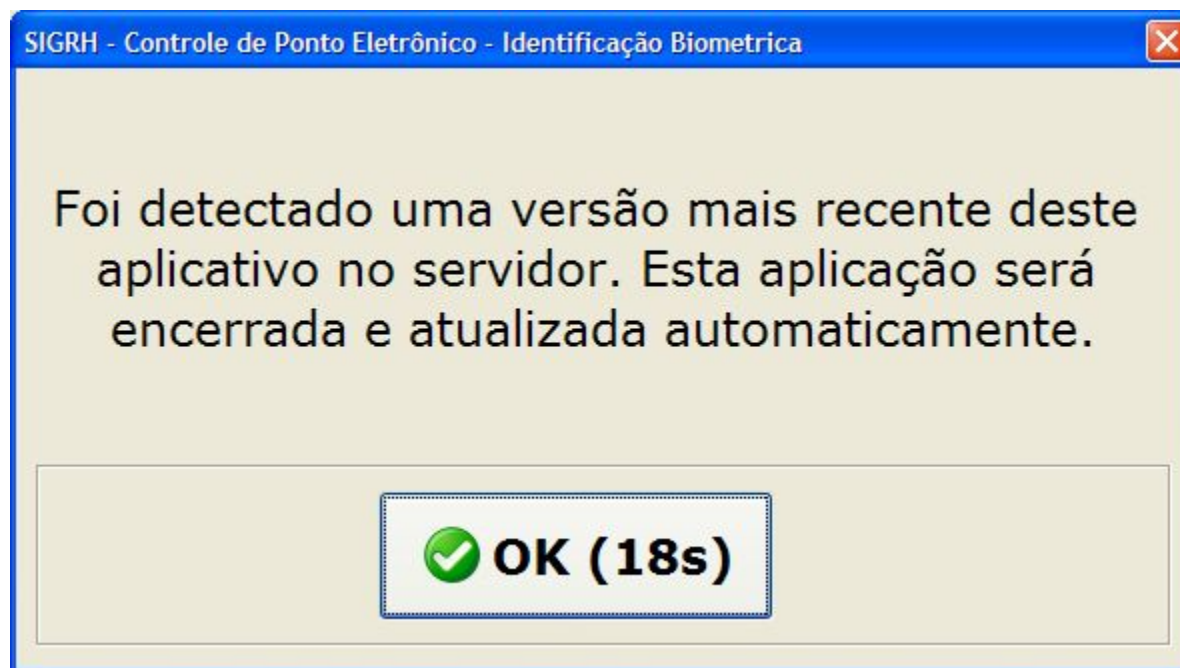 SIGRH - Controle de Ponto Eletrônico - Identificação Biometrica
Foi detectado uma versão mais recente deste
aplicativo no servidor. Esta aplicação será
encerrada e atualizada automaticamente.
OK (18s)